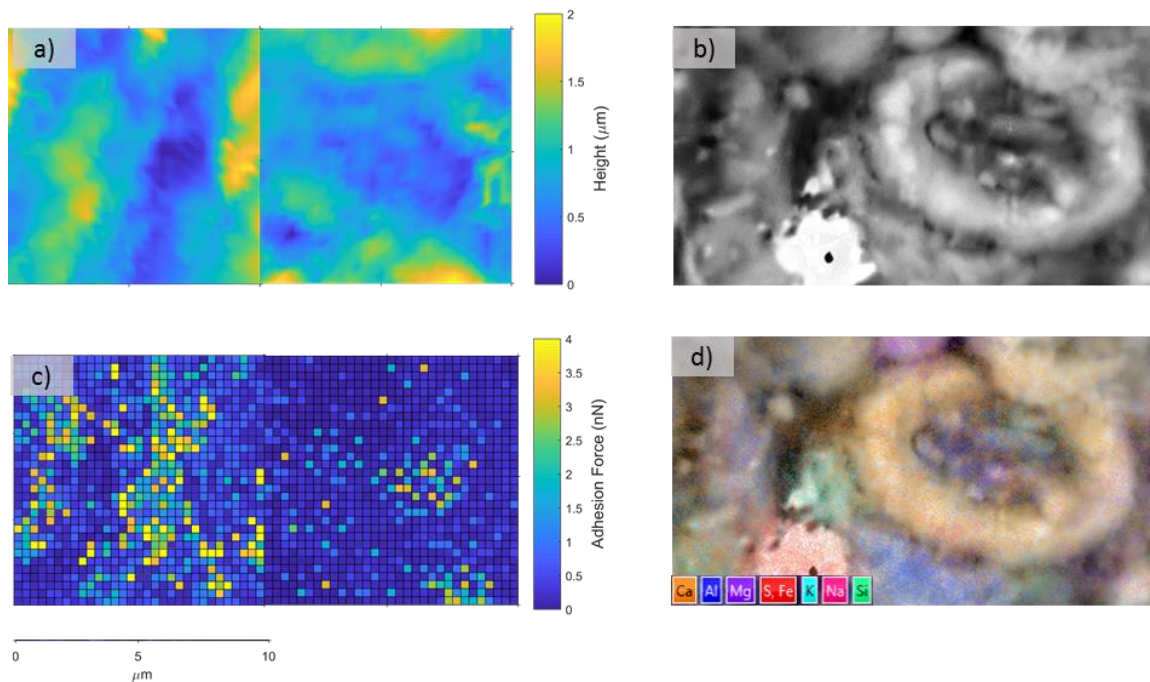 a)
2
1.5
1
0.5
0
Height (μm)
b)
c)
4
3.5
3
2.5
2
1.5
1
0.5
0
Adhesion Force (nN)
0 5 10
μm
d)
Ca Al Mg S, Fe K Na Si